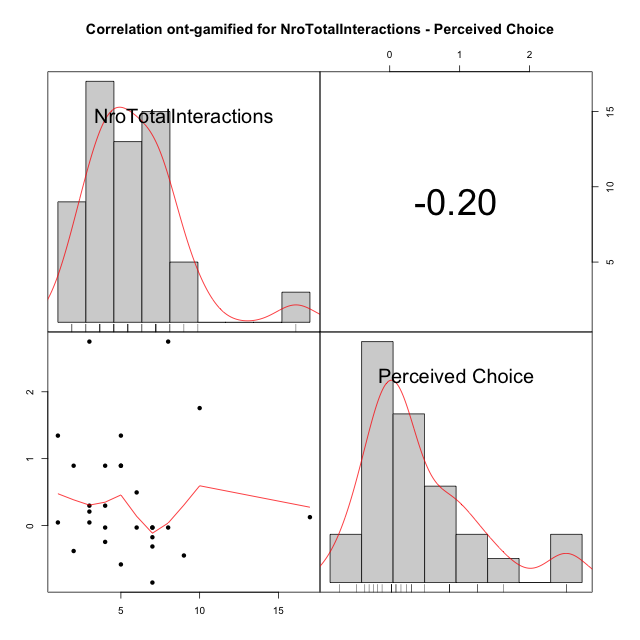 Correlation ont-gamified for NroTotalInteractions - Perceived Choice
0 1 2
NroTotalInteractions
-0.20
15
10
5
Perceived Choice
2
1
0
5 10 15